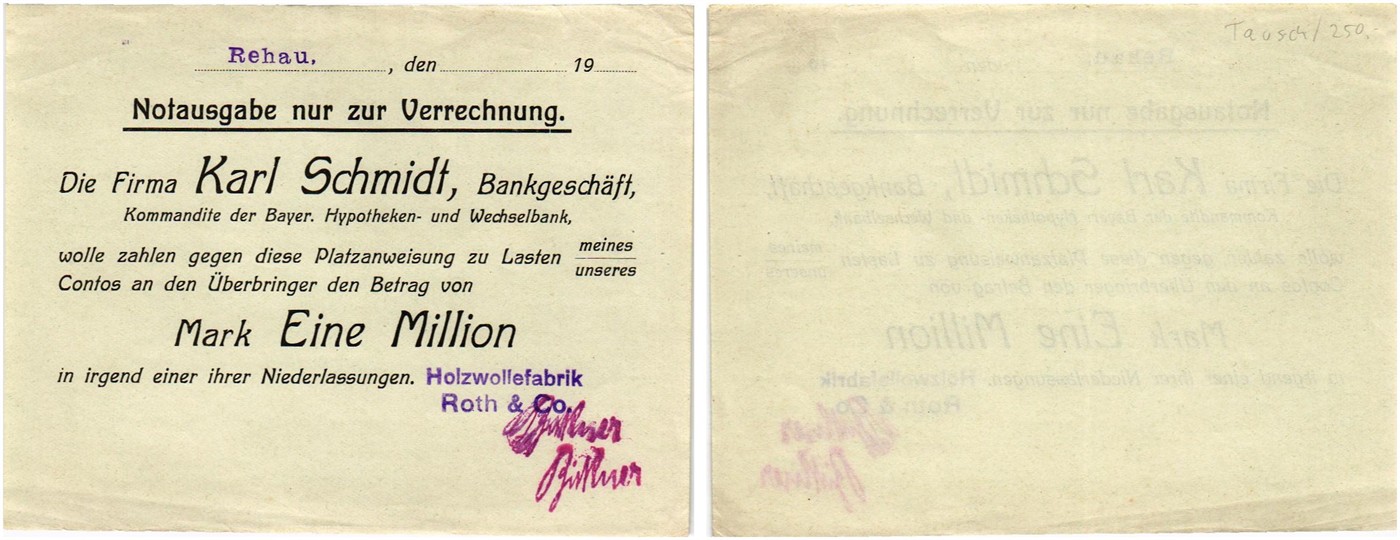 Rehau, , den 19
Notausgabe nur zur Verrechnung.
Die Firma Karl Schmidt, Bankgeschäft,
Kommandite der Bayer. Hypotheken- und Wechselbank,
wolle zahlen gegen diese Platzanweisung zu Lasten meines
unseres
Contos an den Überbringer den Betrag von
Mark Eine Million
in irgend einer ihrer Niederlassungen. Holzwollefabrik
Roth & Co.
Tausch/250.-